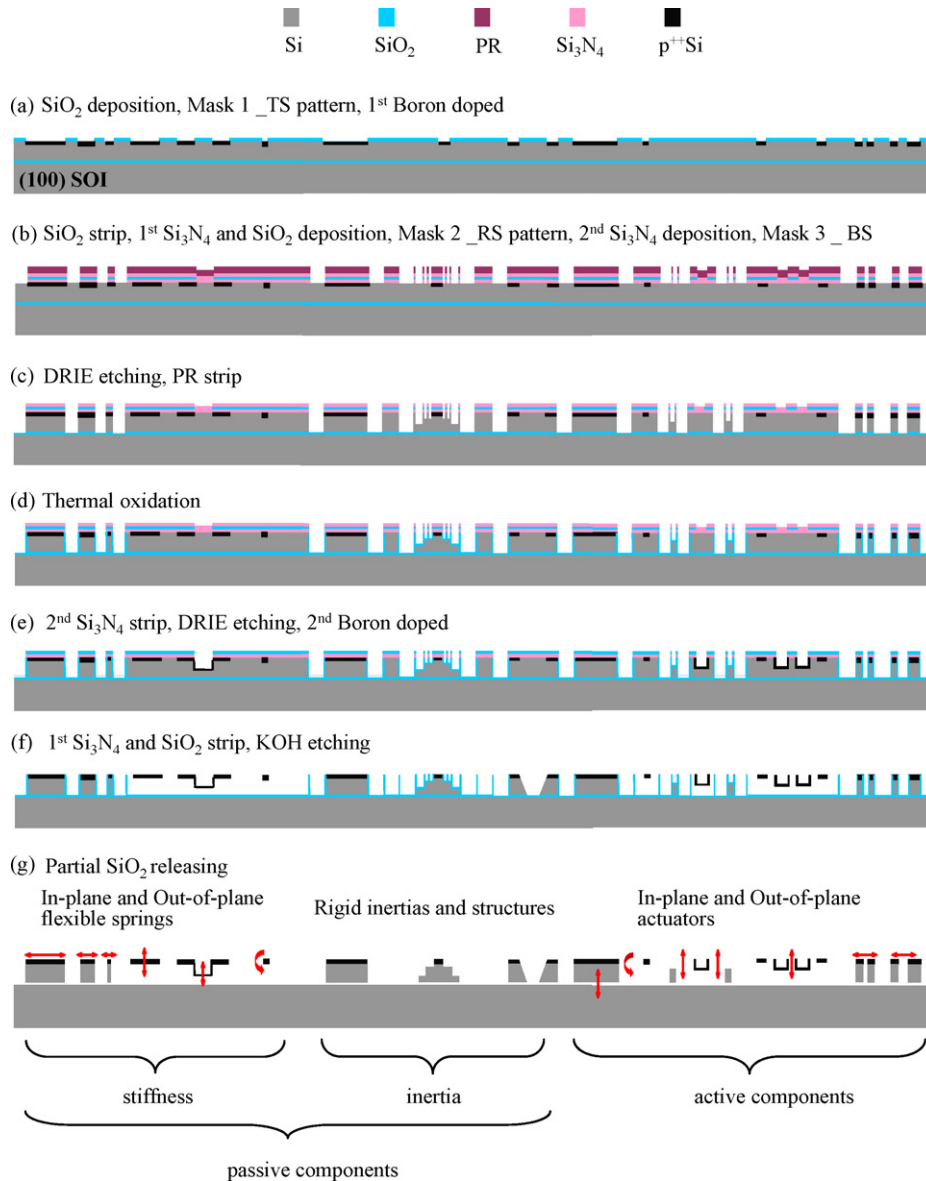 Si SiO₂ PR Si₃N₄ p⁺⁺Si
(a) SiO₂ deposition, Mask 1 _TS pattern, 1ˢᵗ Boron doped
(100) SOI
(b) SiO₂ strip, 1ˢᵗ Si₃N₄ and SiO₂ deposition, Mask 2 _RS pattern, 2ⁿᵈ Si₃N₄ deposition, Mask 3 _ BS
(c) DRIE etching, PR strip
(d) Thermal oxidation
(e) 2ⁿᵈ Si₃N₄ strip, DRIE etching, 2ⁿᵈ Boron doped
(f) 1ˢᵗ Si₃N₄ and SiO₂ strip, KOH etching
(g) Partial SiO₂ releasing
In-plane and Out-of-plane
flexible springs
Rigid inertias and structures
In-plane and Out-of-plane
actuators
stiffness
inertia
active components
passive components